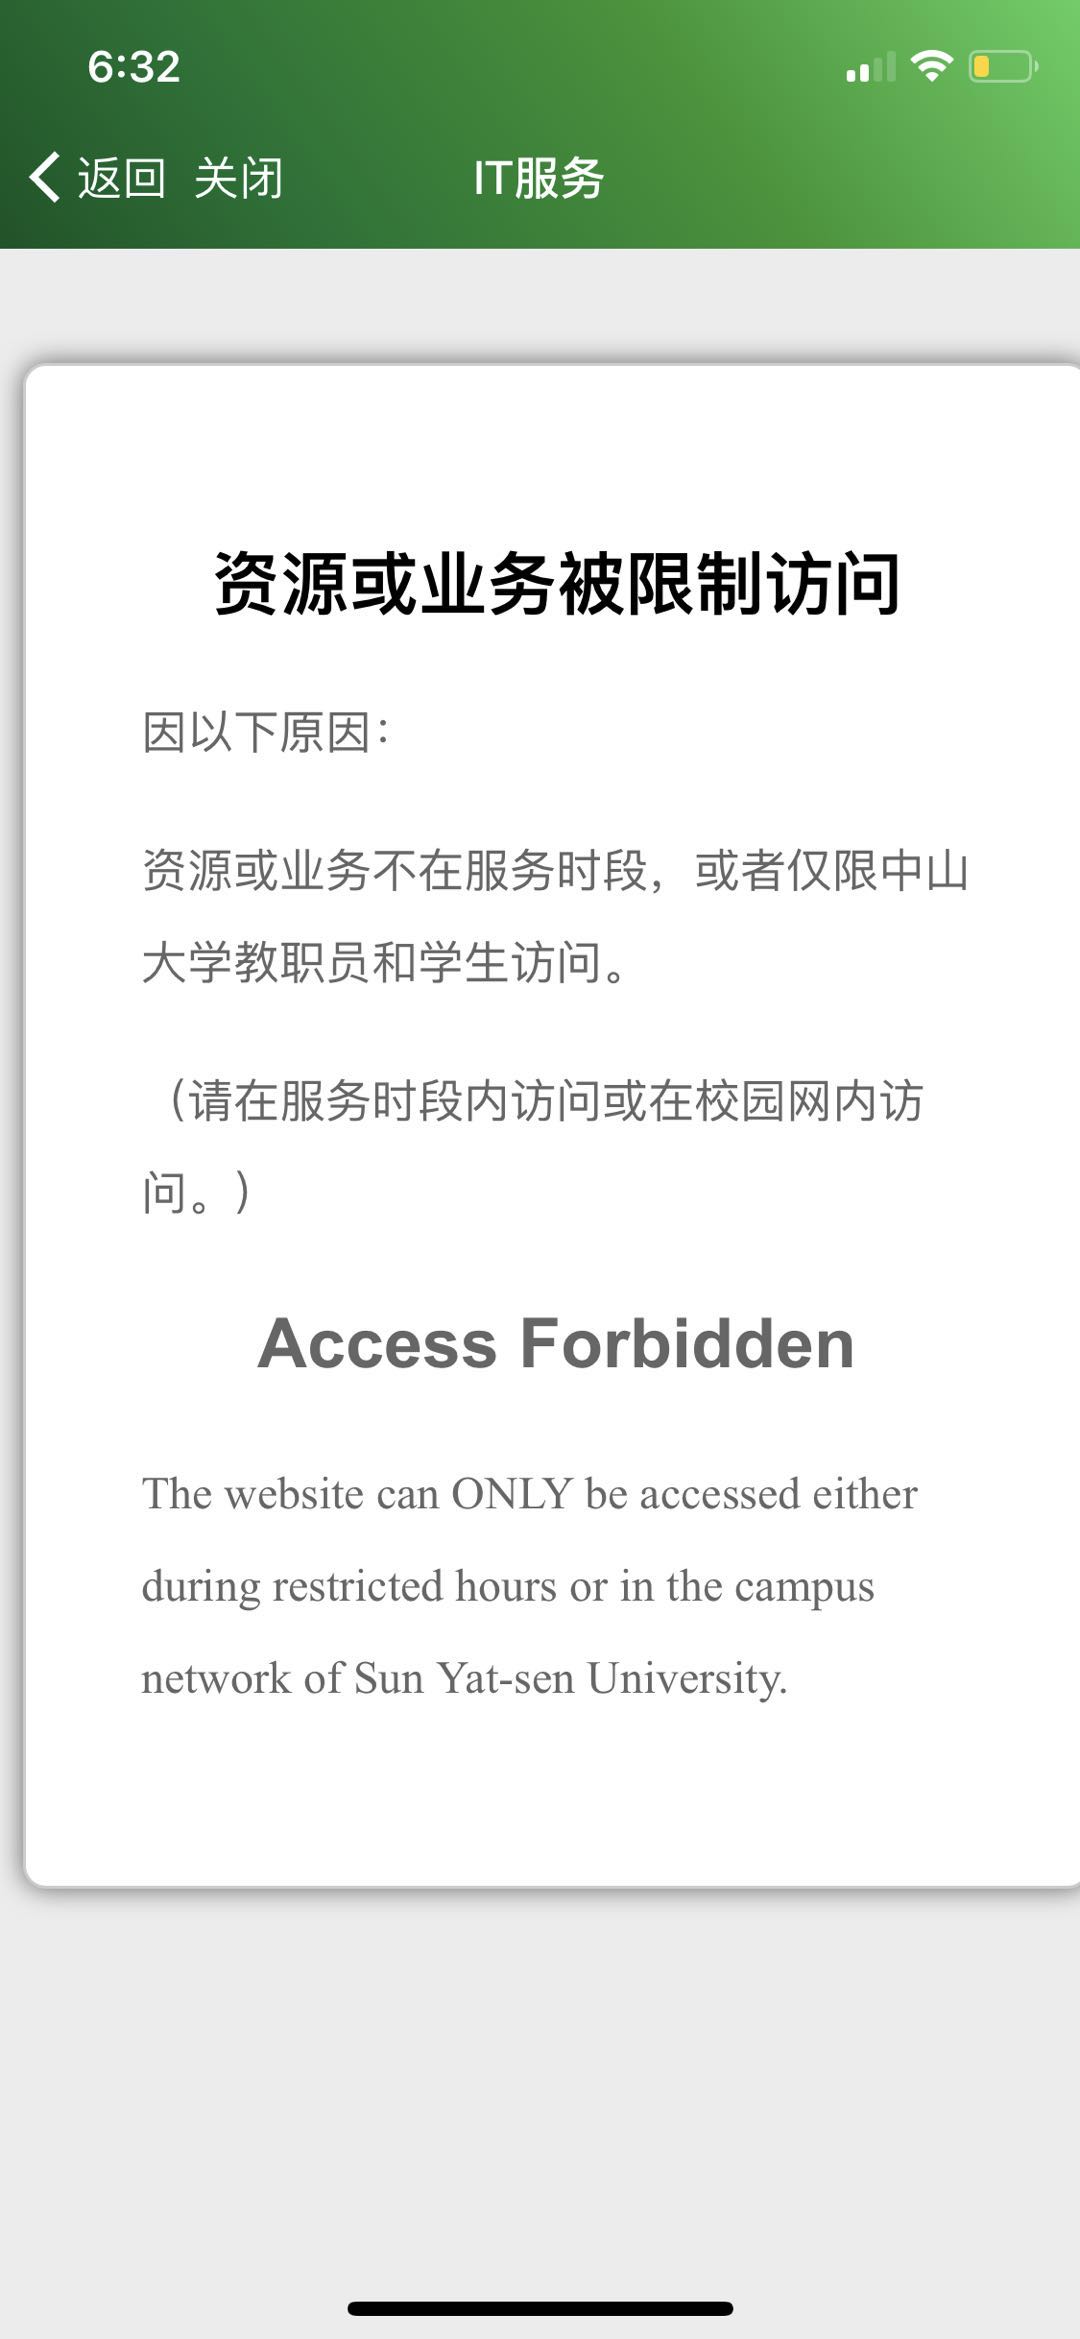 6:32
返回 关闭 IT服务
资源或业务被限制访问
因以下原因：
资源或业务不在服务时段，或者仅限中山
大学教职员和学生访问。
（请在服务时段内访问或在校园网内访
问。）
Access Forbidden
The website can ONLY be accessed either
during restricted hours or in the campus
network of Sun Yat-sen University.